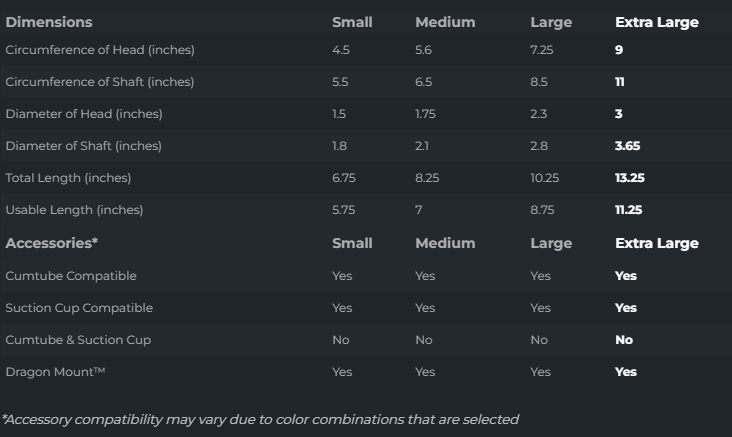 Dimensions Small Medium Large Extra Large
Circumference of Head (inches) 4.5 5.6 7.25 9
Circumference of Shaft (inches) 5.5 6.5 8.5 11
Diameter of Head (inches) 1.5 1.75 2.3 3
Diameter of Shaft (inches) 1.8 2.1 2.8 3.65
Total Length (inches) 6.75 8.25 10.25 13.25
Usable Length (inches) 5.75 7 8.75 11.25
Accessories* Small Medium Large Extra Large
Cumtube Compatible Yes Yes Yes Yes
Suction Cup Compatible Yes Yes Yes Yes
Cumtube & Suction Cup No No No No
Dragon Mount™ Yes Yes Yes Yes
*Accessory compatibility may vary due to color combinations that are selected